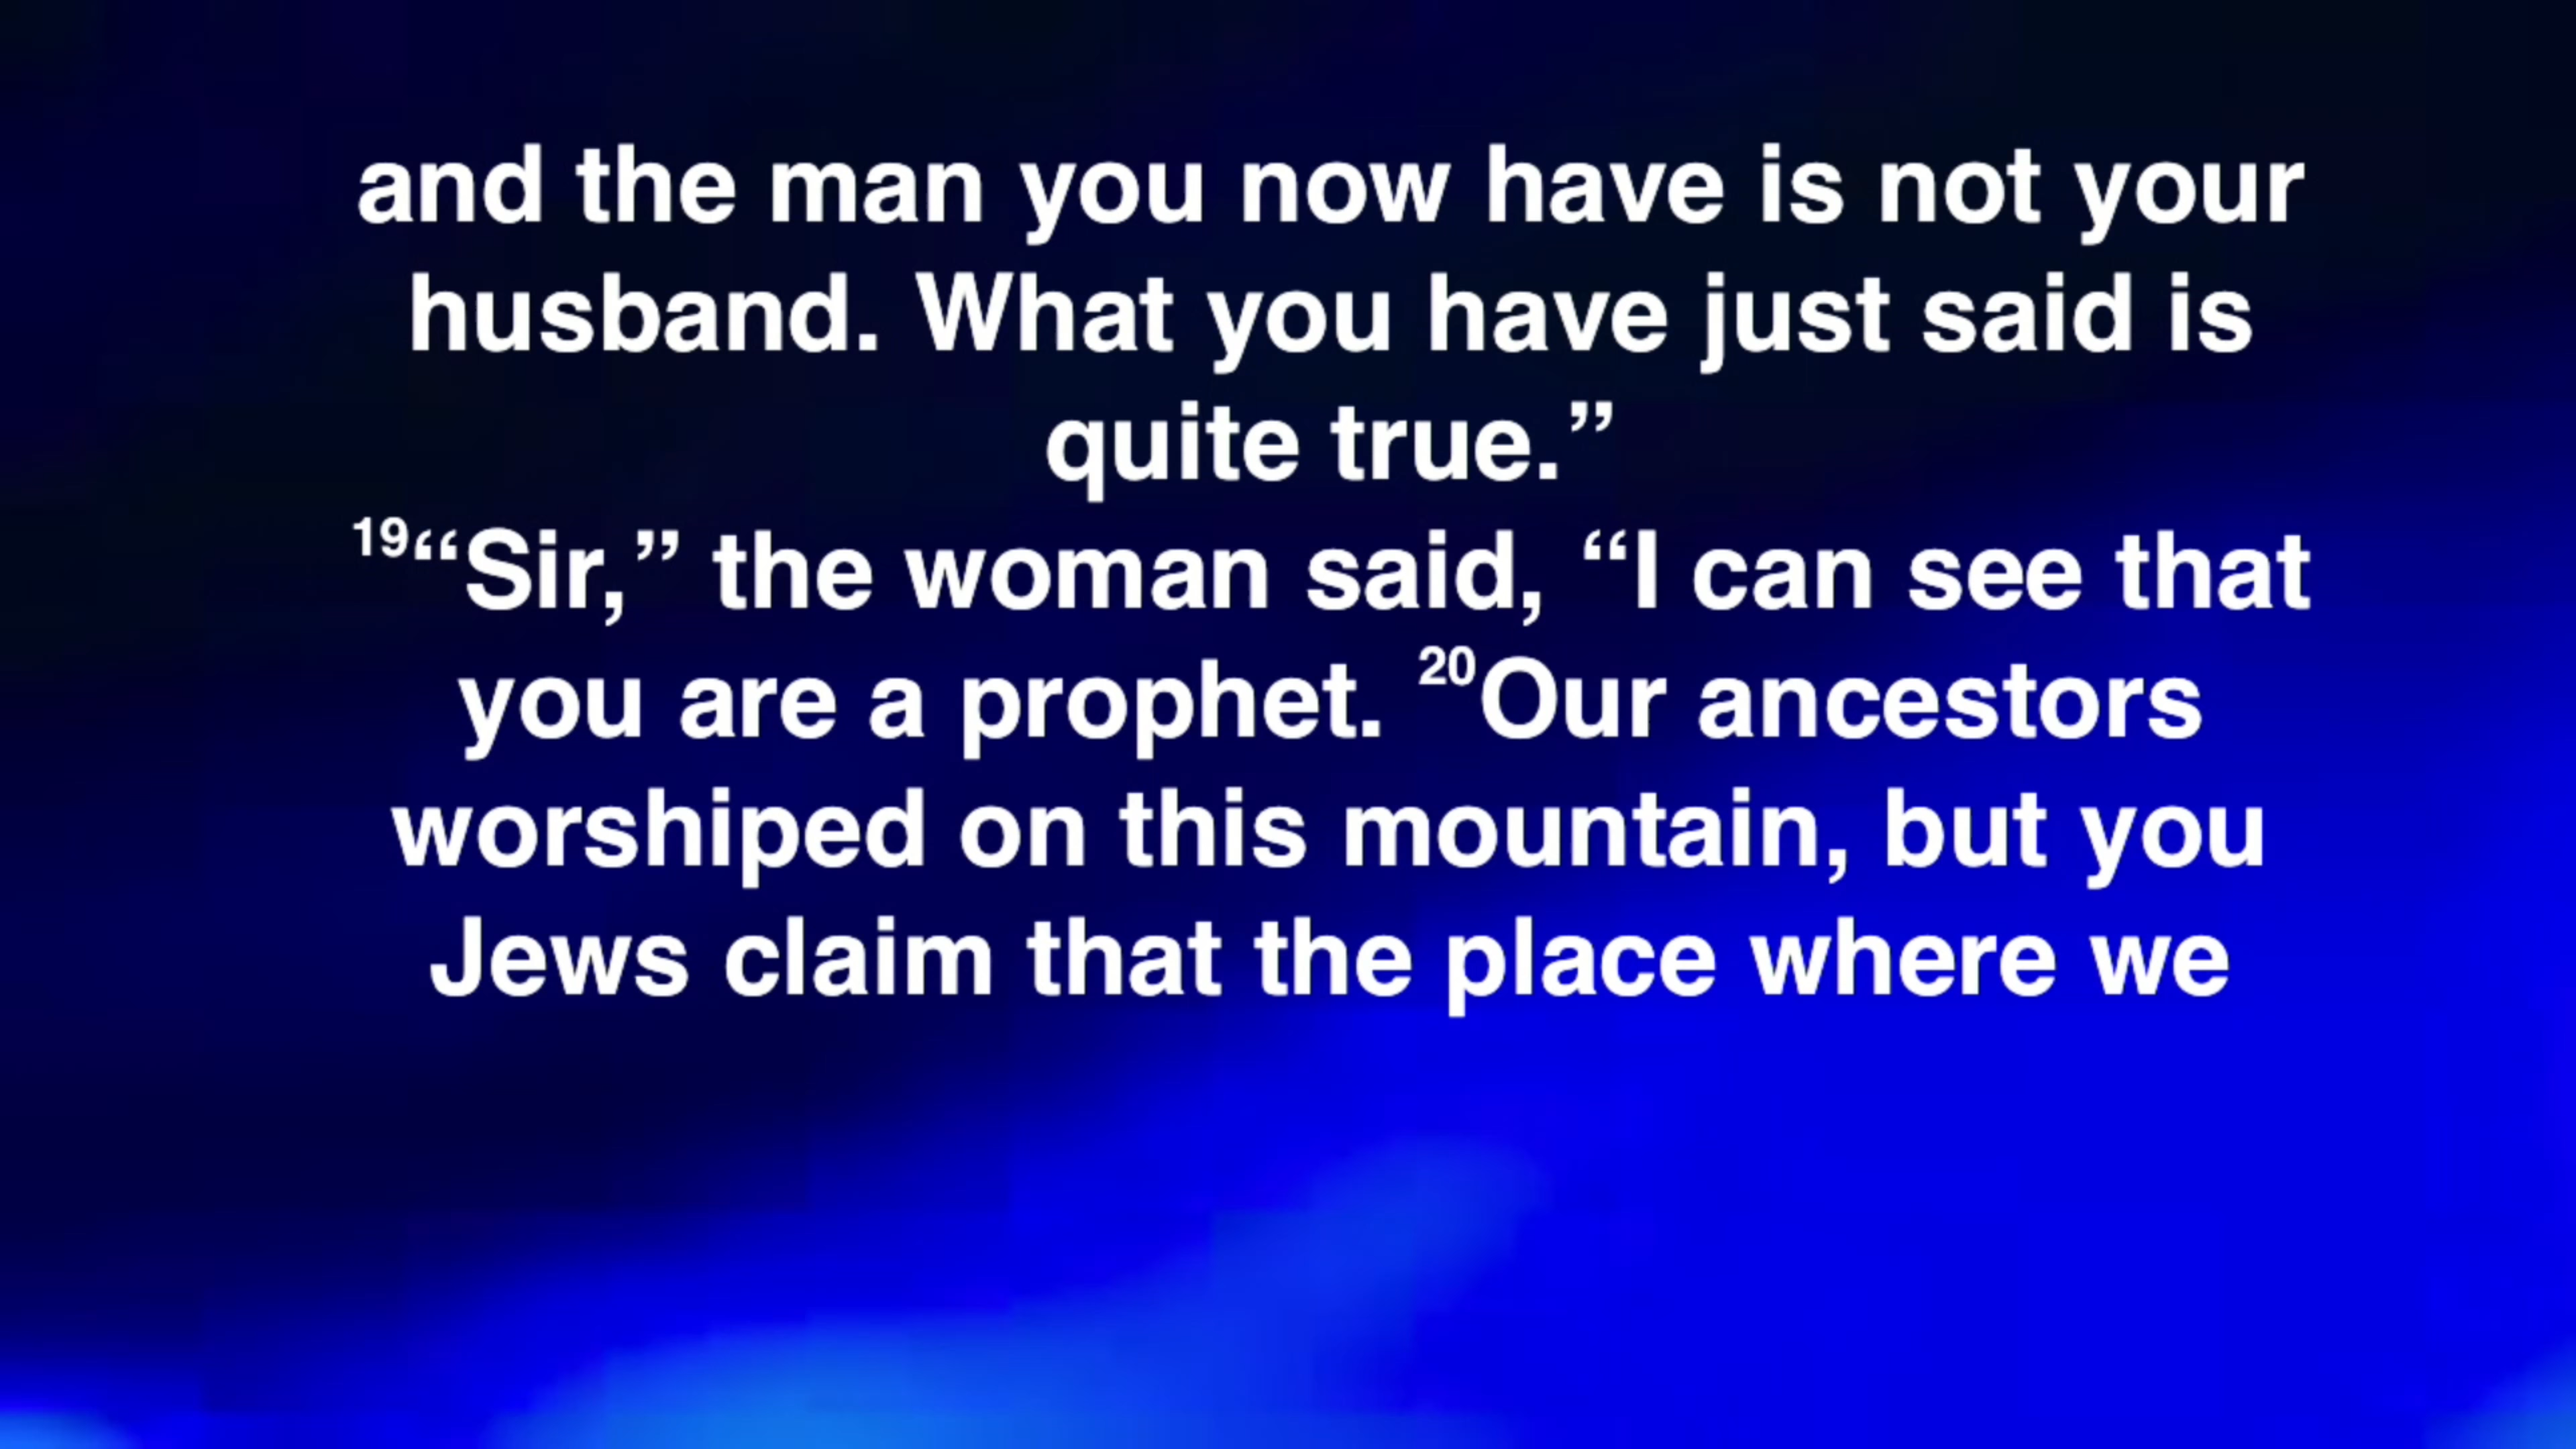 and the man you now have is not your
husband. What you have just said is
quite true.”
19“Sir,” the woman said, “I can see that
you are a prophet. 20Our ancestors
worshiped on this mountain, but you
Jews claim that the place where we